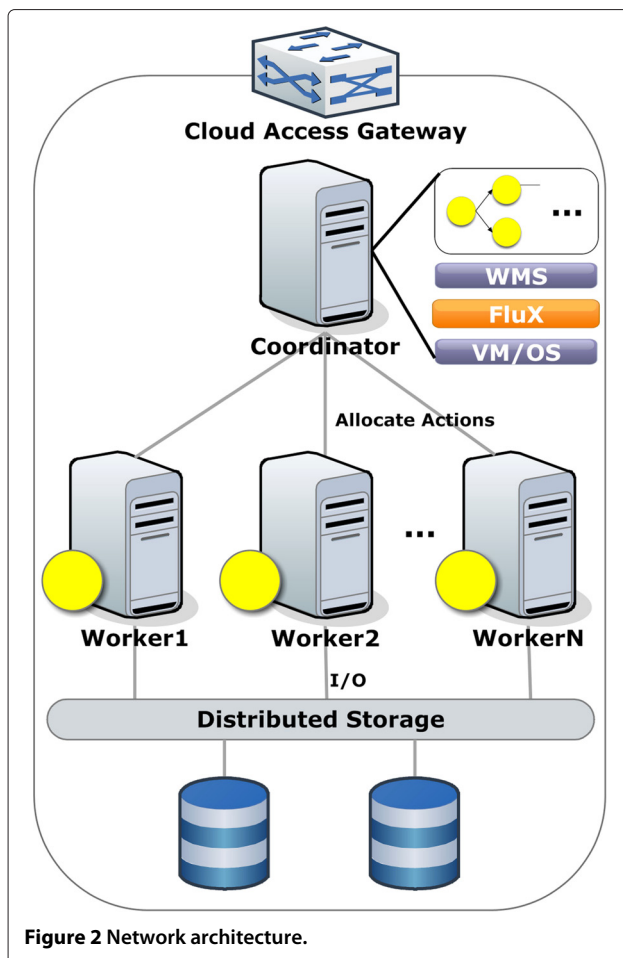 Cloud Access Gateway
...
WMS
FluX
VM/OS
Coordinator
Allocate Actions
...
Worker1
Worker2
WorkerN
I/O
Distributed Storage
Figure 2 Network architecture.